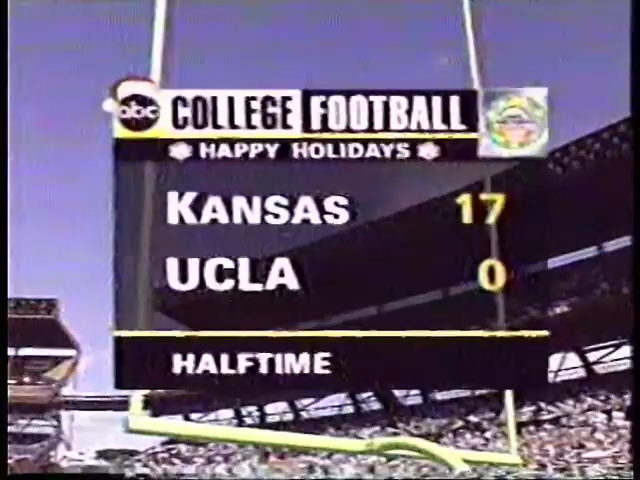 abc COLLEGE FOOTBALL
HAPPY HOLIDAYS
KANSAS 17
UCLA 0
HALFTIME